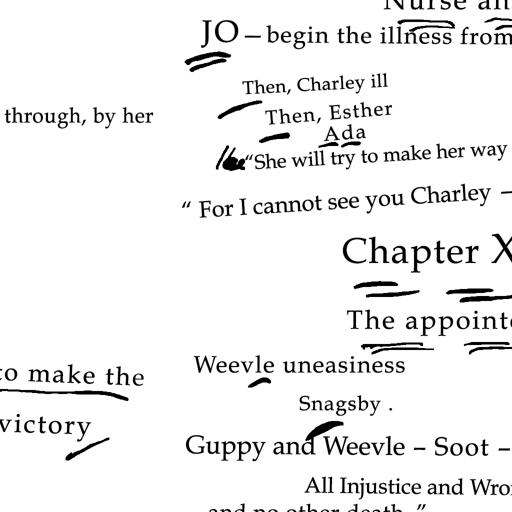 Nurse an
JO – begin the illness from
Then, Charley ill
through, by her
Then, Esther
Ada
“She will try to make her way
“ For I cannot see you Charley –
Chapter X
The appoint
Weevle uneasiness
to make the
Snagsby .
victory
Guppy and Weevle – Soot –
All Injustice and Wro
and no other death. ”